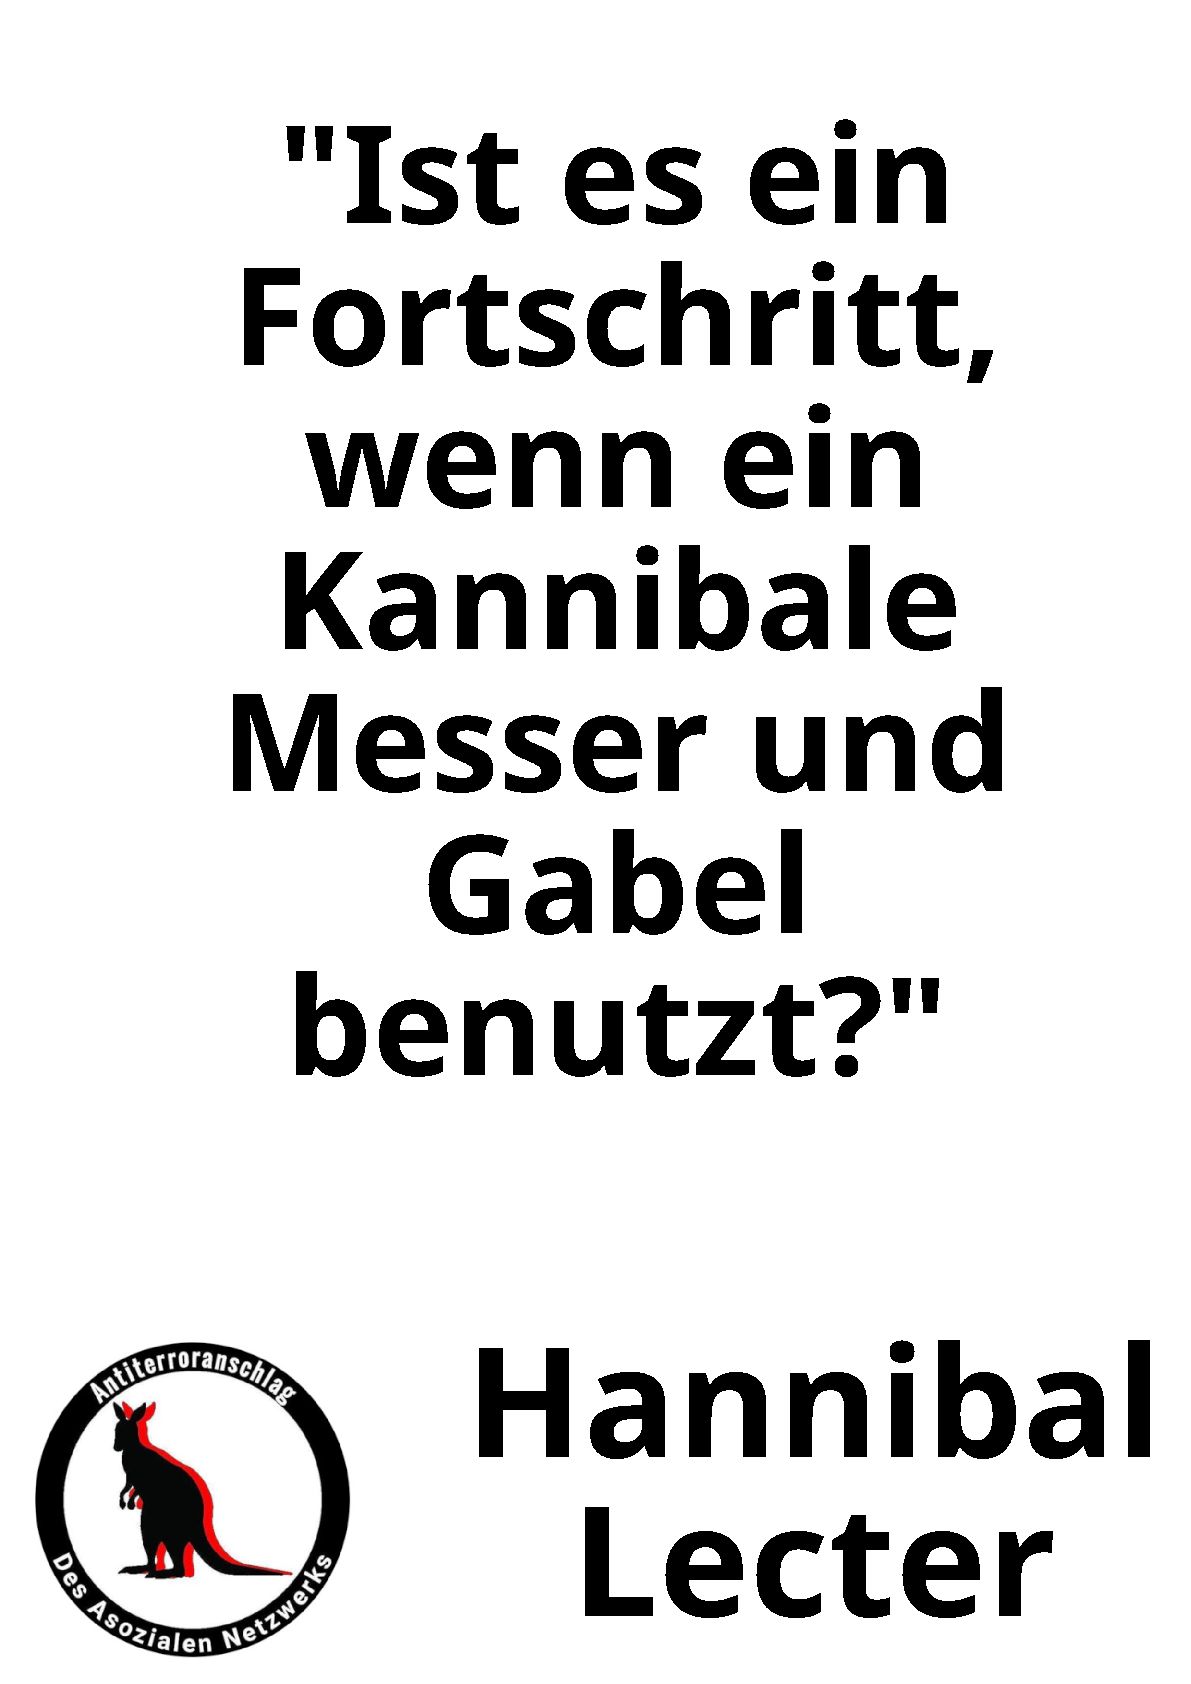 "Ist es ein
Fortschritt,
wenn ein
Kannibale
Messer und
Gabel
benutzt?"
Hannibal
Lecter
Antiterroranschlag
Des Asozialen Netzwerks